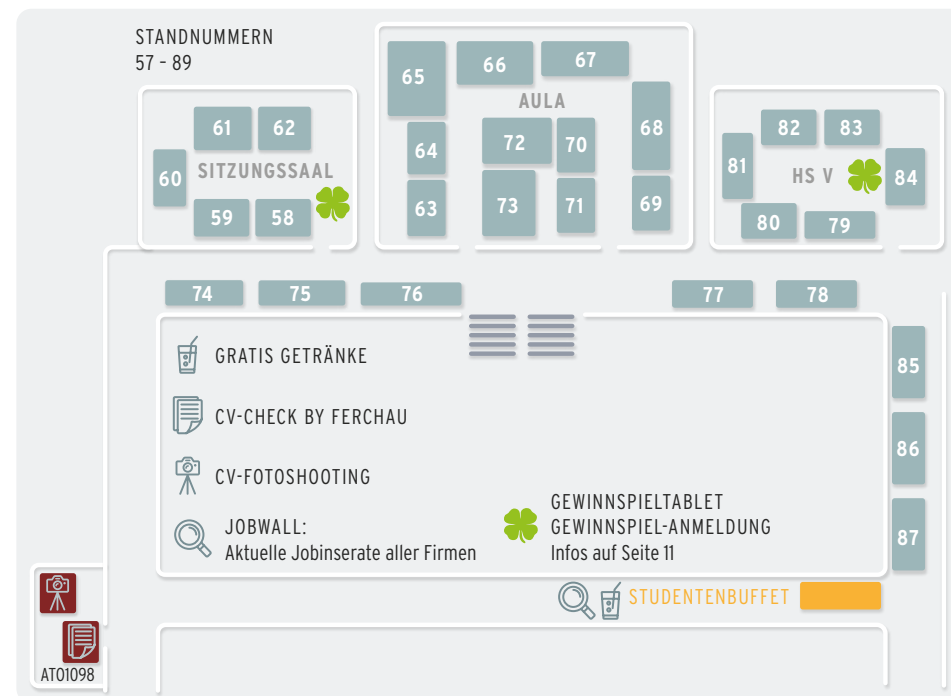 STANDNUMMERN
57 - 89
65
66
67
AULA
64
72
70
68
63
73
71
69
61
62
60
SITZUNGSSAAL
59
58
82
83
81
HS V
84
80
79
74
75
76
77
78
GRATIS GETRÄNKE
CV-CHECK BY FERCHAU
CV-FOTOSHOOTING
JOBWALL:
Aktuelle Jobinserate aller Firmen
GEWINNSPIELTABLET
GEWINNSPIEL-ANMELDUNG
Infos auf Seite 11
85
86
87
STUDENTENBUFFET
AT01098